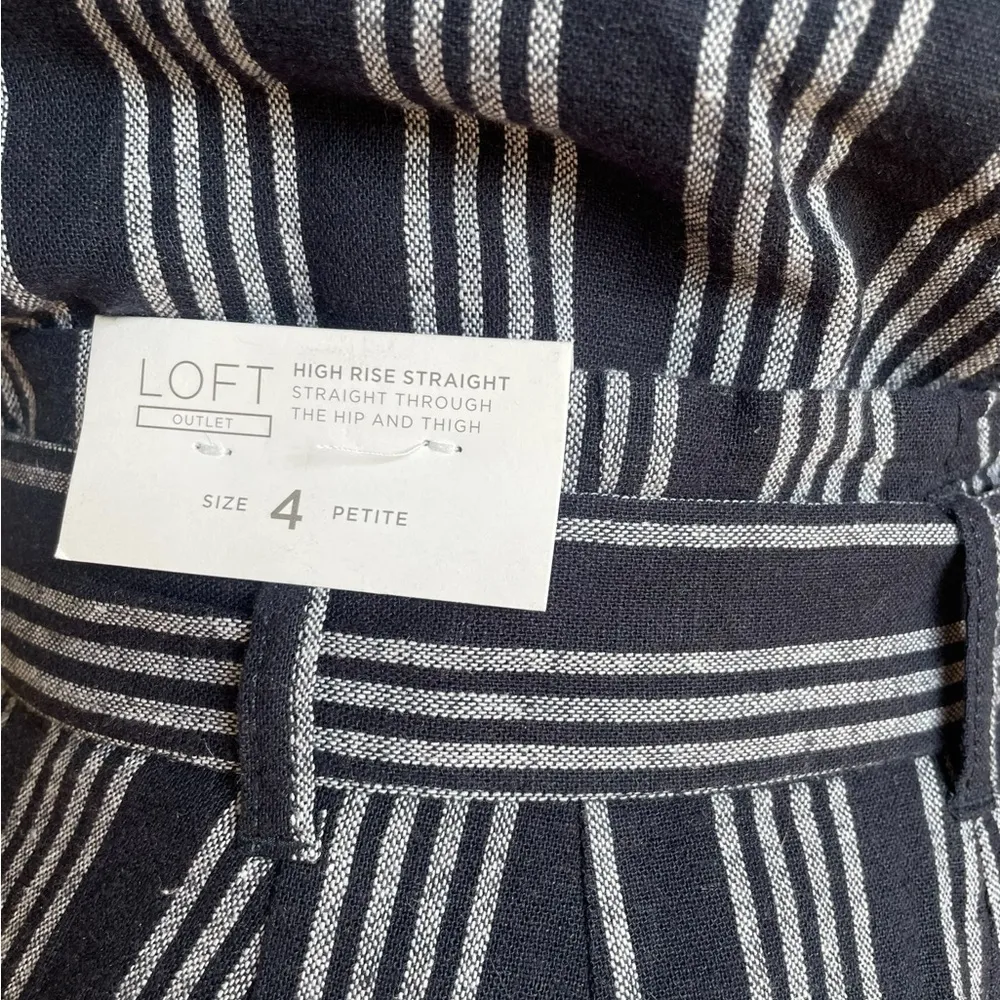 LOFT
OUTLET
HIGH RISE STRAIGHT
STRAIGHT THROUGH
THE HIP AND THIGH
SIZE 4 PETITE